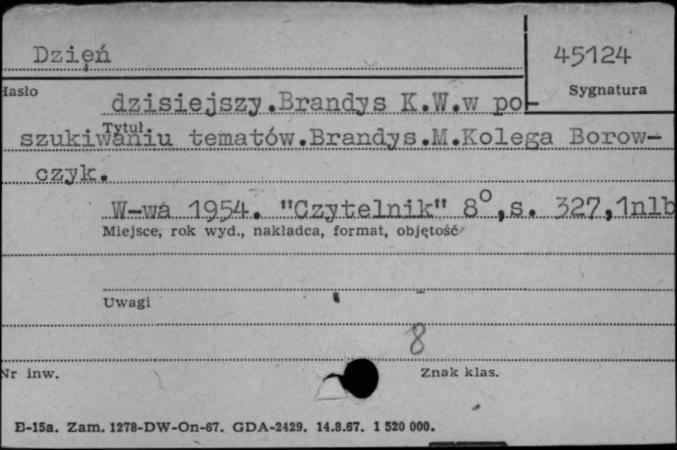 Dzień
45124
Hasło
Sygnatura
dzisiejszy.Brandys K.W.w po-
Tytuł
szukiwaniu tematów.Brandys.M.Kolega Borow-
czyk.
W-wa 1954. "Czytelnik" 8°,s. 327,1nlb
Miejsce, rok wyd., nakładca, format, objętość
Uwagi
8
Nr inw.
Znak klas.
E-15a. Zam. 1278-DW-On-67. GDA-2429. 14.8.67. 1 520 000.